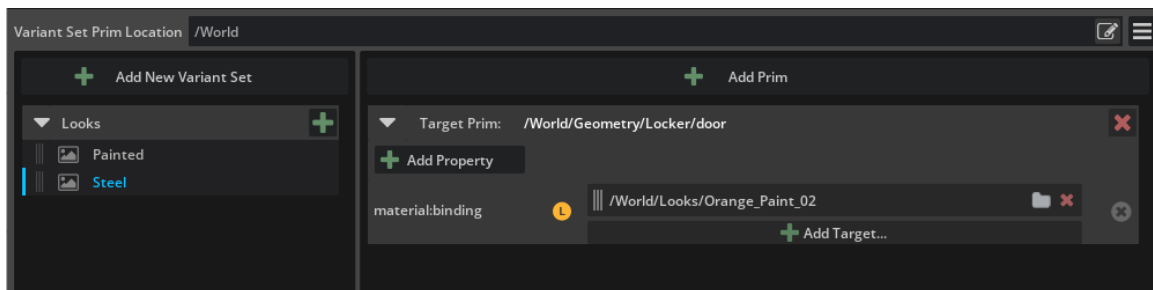 Variant Set Prim Location /World
Add New Variant Set
Add Prim
Looks
Painted
Steel
Target Prim: /World/Geometry/Locker/door
Add Property
material:binding L /World/Looks/Orange_Paint_02
Add Target...